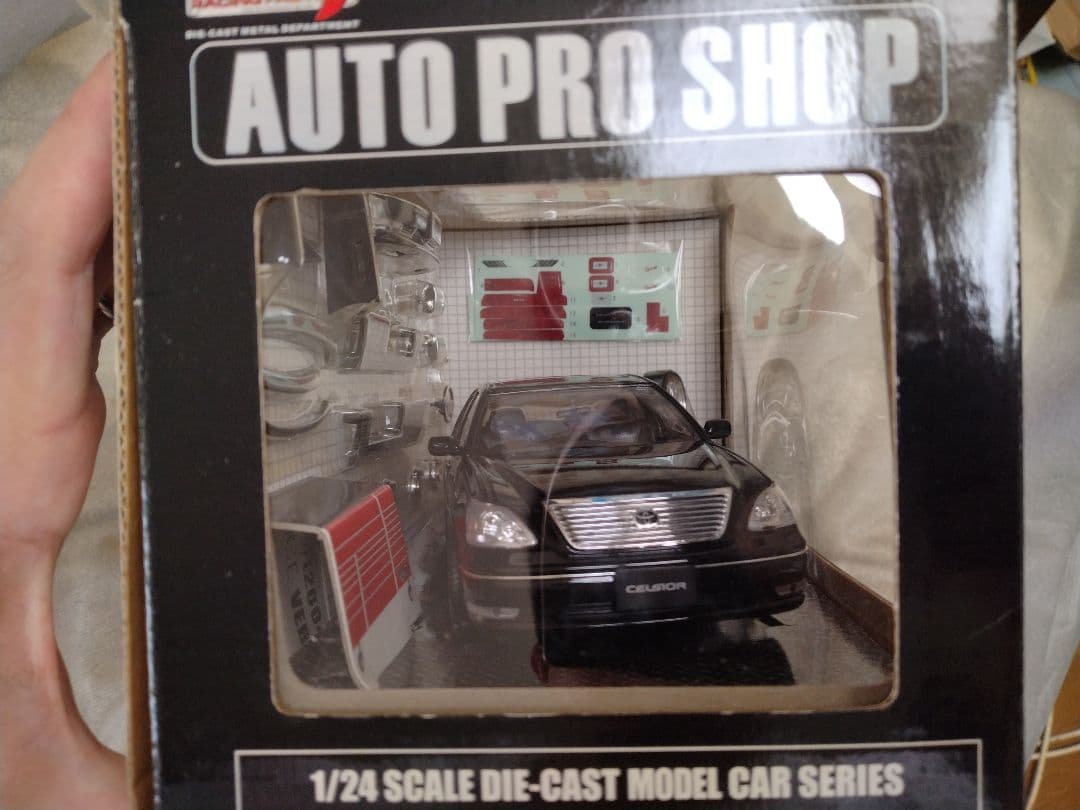 DIE-CAST METAL DEPARTMENT
AUTO PRO SHOP
CELSIOR
1/24 SCALE DIE-CAST MODEL CAR SERIES